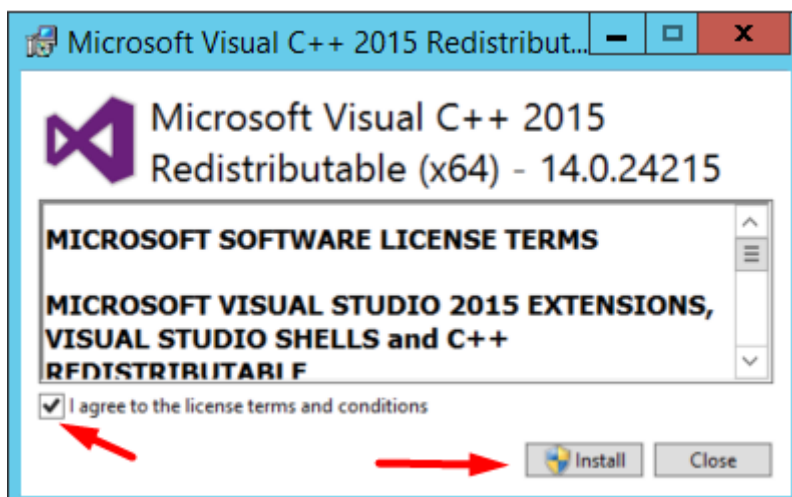 Microsoft Visual C++ 2015 Redistribut...
Microsoft Visual C++ 2015
Redistributable (x64) - 14.0.24215
MICROSOFT SOFTWARE LICENSE TERMS
MICROSOFT VISUAL STUDIO 2015 EXTENSIONS,
VISUAL STUDIO SHELLS and C++
REDISTRIBUTABLE
I agree to the license terms and conditions
Install
Close